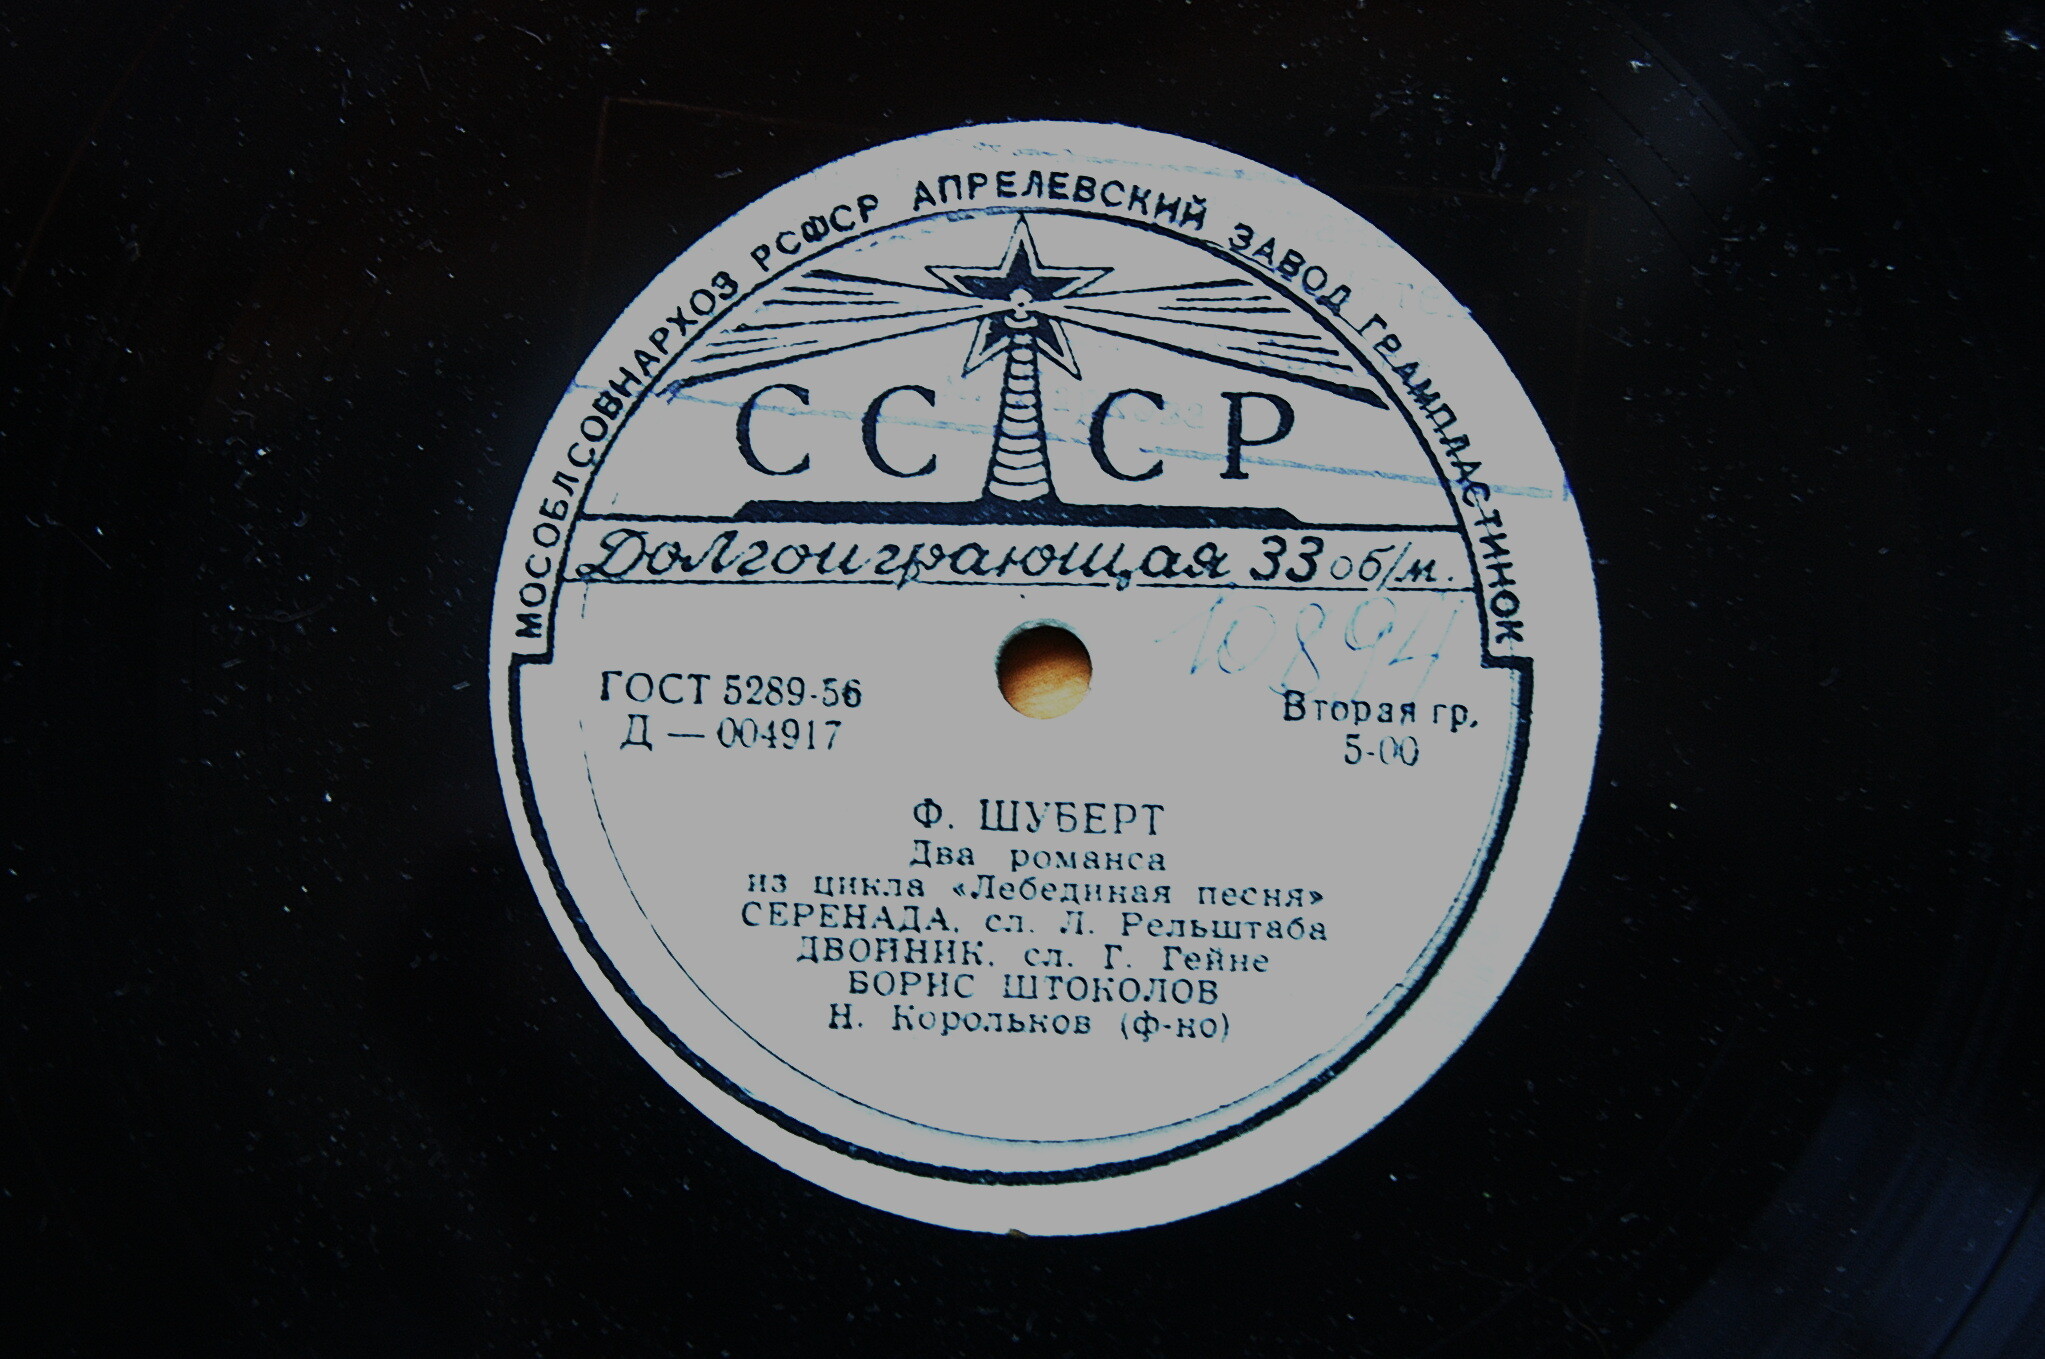 МОСОБЛСОВНАРХОЗ РСФСР АПРЕЛЕВСКИЙ ЗАВОД ГРАМПЛАСТИНОК
СССР
Долгоиграющая 33 об/м.
10894
ГОСТ 5289-56
Вторая гр.
Д — 004917
5-00
Ф. ШУБЕРТ
Два романса
из цикла «Лебединая песня»
СЕРЕНАДА, сл. Л. Рельштаба
ДВОЙНИК, сл. Г. Гейне
БОРИС ШТОКОЛОВ
Н. Корольков (ф-но)